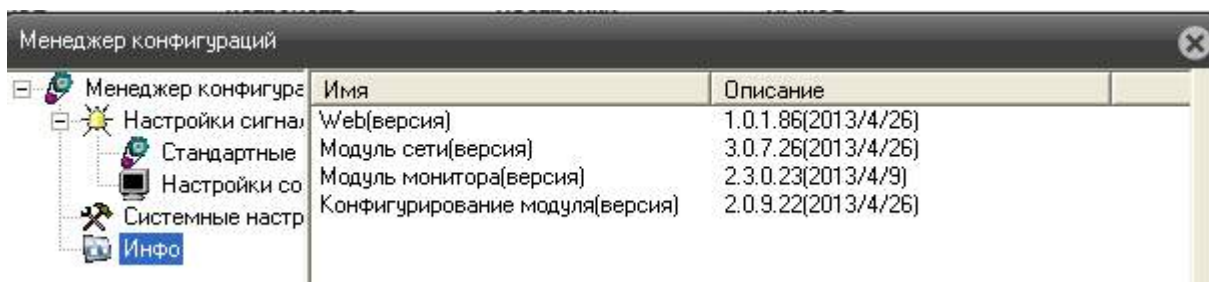 Менеджер конфигураций
Менеджер конфигура
Настройки сигнал
Стандартные
Настройки со
Системные настр
Инфо
Имя Описание
Web(версия) 1.0.1.86(2013/4/26)
Модуль сети(версия) 3.0.7.26(2013/4/26)
Модуль монитора(версия) 2.3.0.23(2013/4/9)
Конфигурирование модуля(версия) 2.0.9.22(2013/4/26)